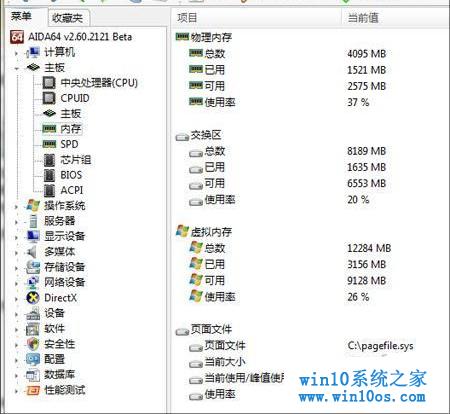 菜单 收藏夹
AIDA64 v2.60.2121 Beta
计算机
主板
中央处理器(CPU)
CPUID
主板
内存
SPD
芯片组
BIOS
ACPI
操作系统
服务器
显示设备
多媒体
存储设备
网络设备
DirectX
设备
软件
安全性
配置
数据库
性能测试
项目 当前值
物理内存
总数 4095 MB
已用 1521 MB
可用 2575 MB
使用率 37 %
交换区
总数 8189 MB
已用 1635 MB
可用 6553 MB
使用率 20 %
虚拟内存
总数 12284 MB
已用 3156 MB
可用 9128 MB
使用率 26 %
页面文件
页面文件 C:\pagefile.sys
当前大小
当前使用/峰值使用
使用率
win10系统之家
www.win10os.com